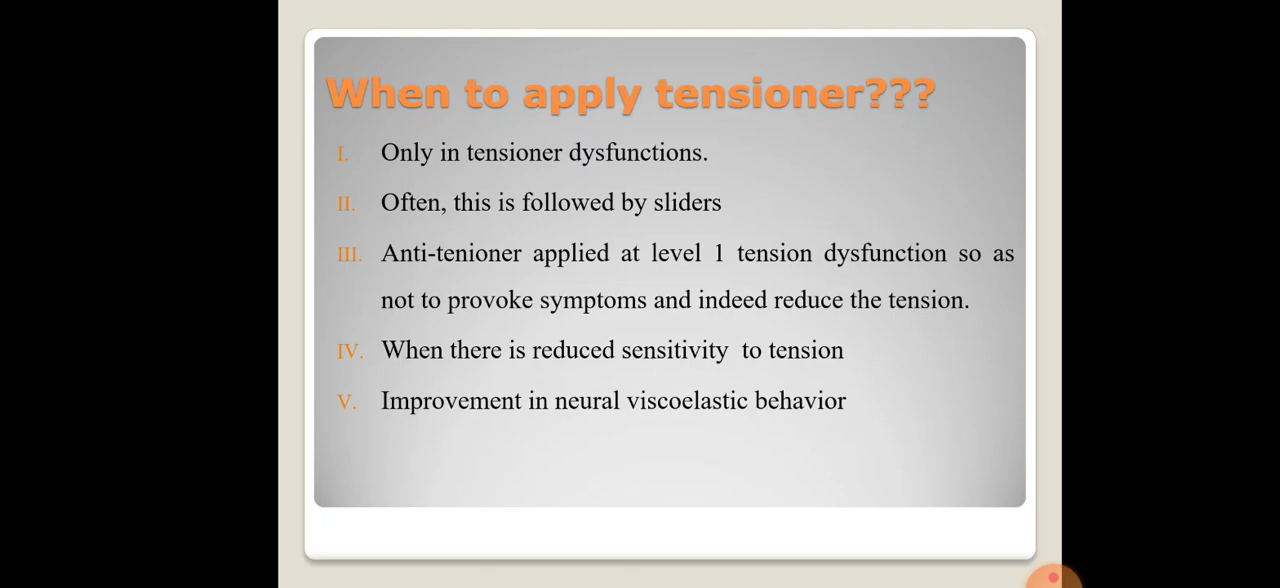 When to apply tensioner???
I. Only in tensioner dysfunctions.
II. Often, this is followed by sliders
III. Anti-tenioner applied at level 1 tension dysfunction so as
not to provoke symptoms and indeed reduce the tension.
IV. When there is reduced sensitivity to tension
V. Improvement in neural viscoelastic behavior